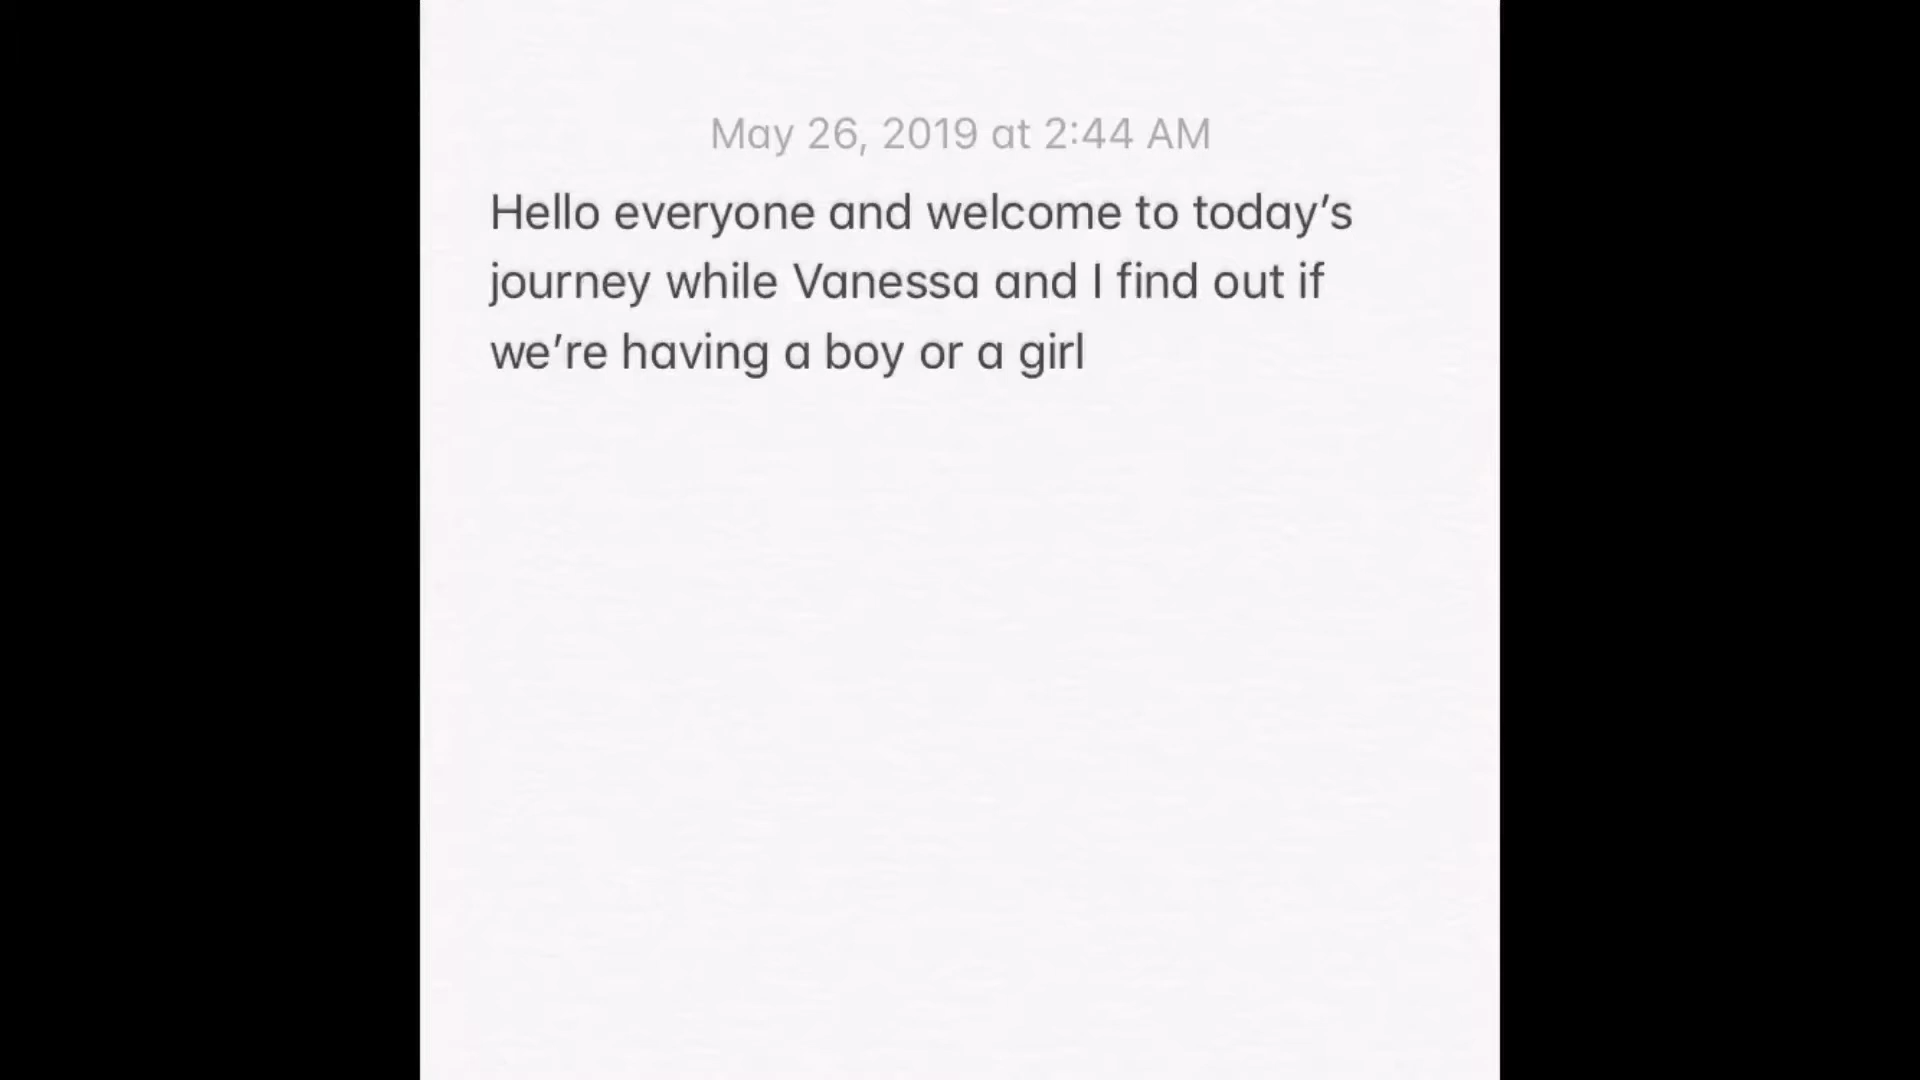 May 26, 2019 at 2:44 AM
Hello everyone and welcome to today’s
journey while Vanessa and I find out if
we’re having a boy or a girl